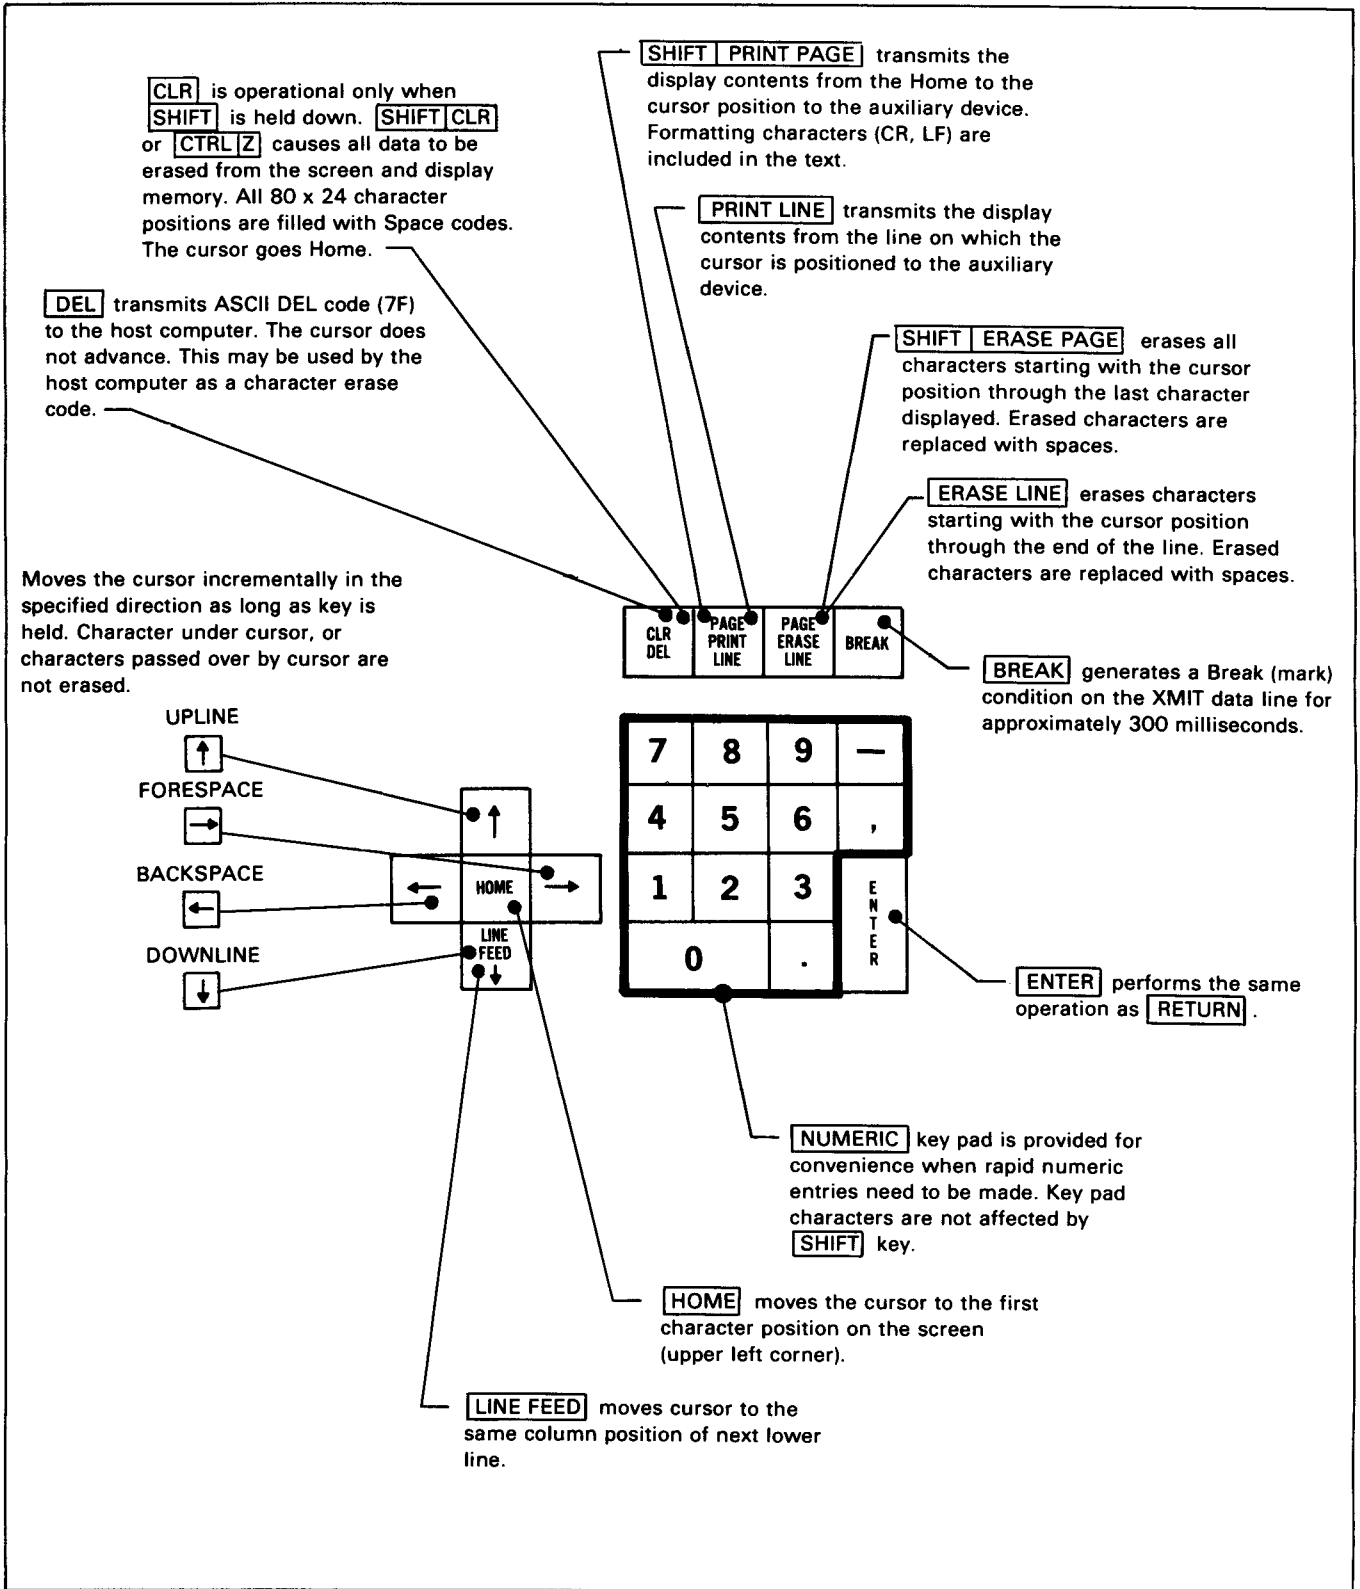 SHIFT PRINT PAGE transmits the
display contents from the Home to the
cursor position to the auxiliary device.
Formatting characters (CR, LF) are
included in the text.
CLR is operational only when
SHIFT is held down. SHIFT CLR
or CTRL Z causes all data to be
erased from the screen and display
memory. All 80 x 24 character
positions are filled with Space codes.
The cursor goes Home.
PRINT LINE transmits the display
contents from the line on which the
cursor is positioned to the auxiliary
device.
DEL transmits ASCII DEL code (7F)
to the host computer. The cursor does
not advance. This may be used by the
host computer as a character erase
code.
SHIFT ERASE PAGE erases all
characters starting with the cursor
position through the last character
displayed. Erased characters are
replaced with spaces.
ERASE LINE erases characters
starting with the cursor position
through the end of the line. Erased
characters are replaced with spaces.
Moves the cursor incrementally in the
specified direction as long as key is
held. Character under cursor, or
characters passed over by cursor are
not erased.
CLR
DEL
PAGE
PRINT
LINE
PAGE
ERASE
LINE
BREAK
BREAK generates a Break (mark)
condition on the XMIT data line for
approximately 300 milliseconds.
UPLINE
↑
FORESPACE
→
BACKSPACE
←
DOWNLINE
↓
↑
← HOME →
LINE
FEED
↓
7 8 9 —
4 5 6 ,
1 2 3
0 .
ENTER
ENTER performs the same
operation as RETURN.
NUMERIC key pad is provided for
convenience when rapid numeric
entries need to be made. Key pad
characters are not affected by
SHIFT key.
HOME moves the cursor to the first
character position on the screen
(upper left corner).
LINE FEED moves cursor to the
same column position of next lower
line.